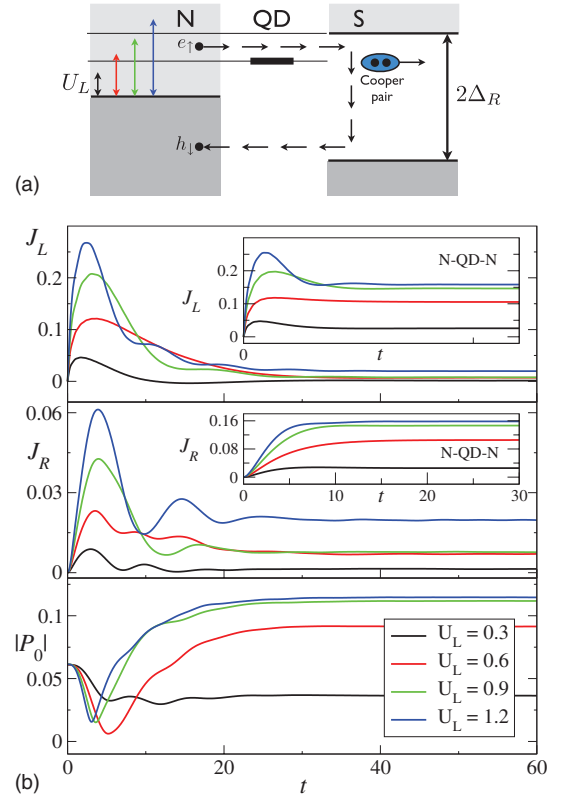 N QD S
e↑
U_L
Cooper
pair
2Δ_R
h↓
(a)
J_L
0.2
0.1
0
N-QD-N
J_L
0.2
0.1
0
0
t
J_R
0.06
0.03
0
N-QD-N
J_R
0.16
0.08
0.00
0 10 20 30
t
|P_0|
0.1
0.05
0
U_L = 0.3
U_L = 0.6
U_L = 0.9
U_L = 1.2
0 20 40 60
(b)
t